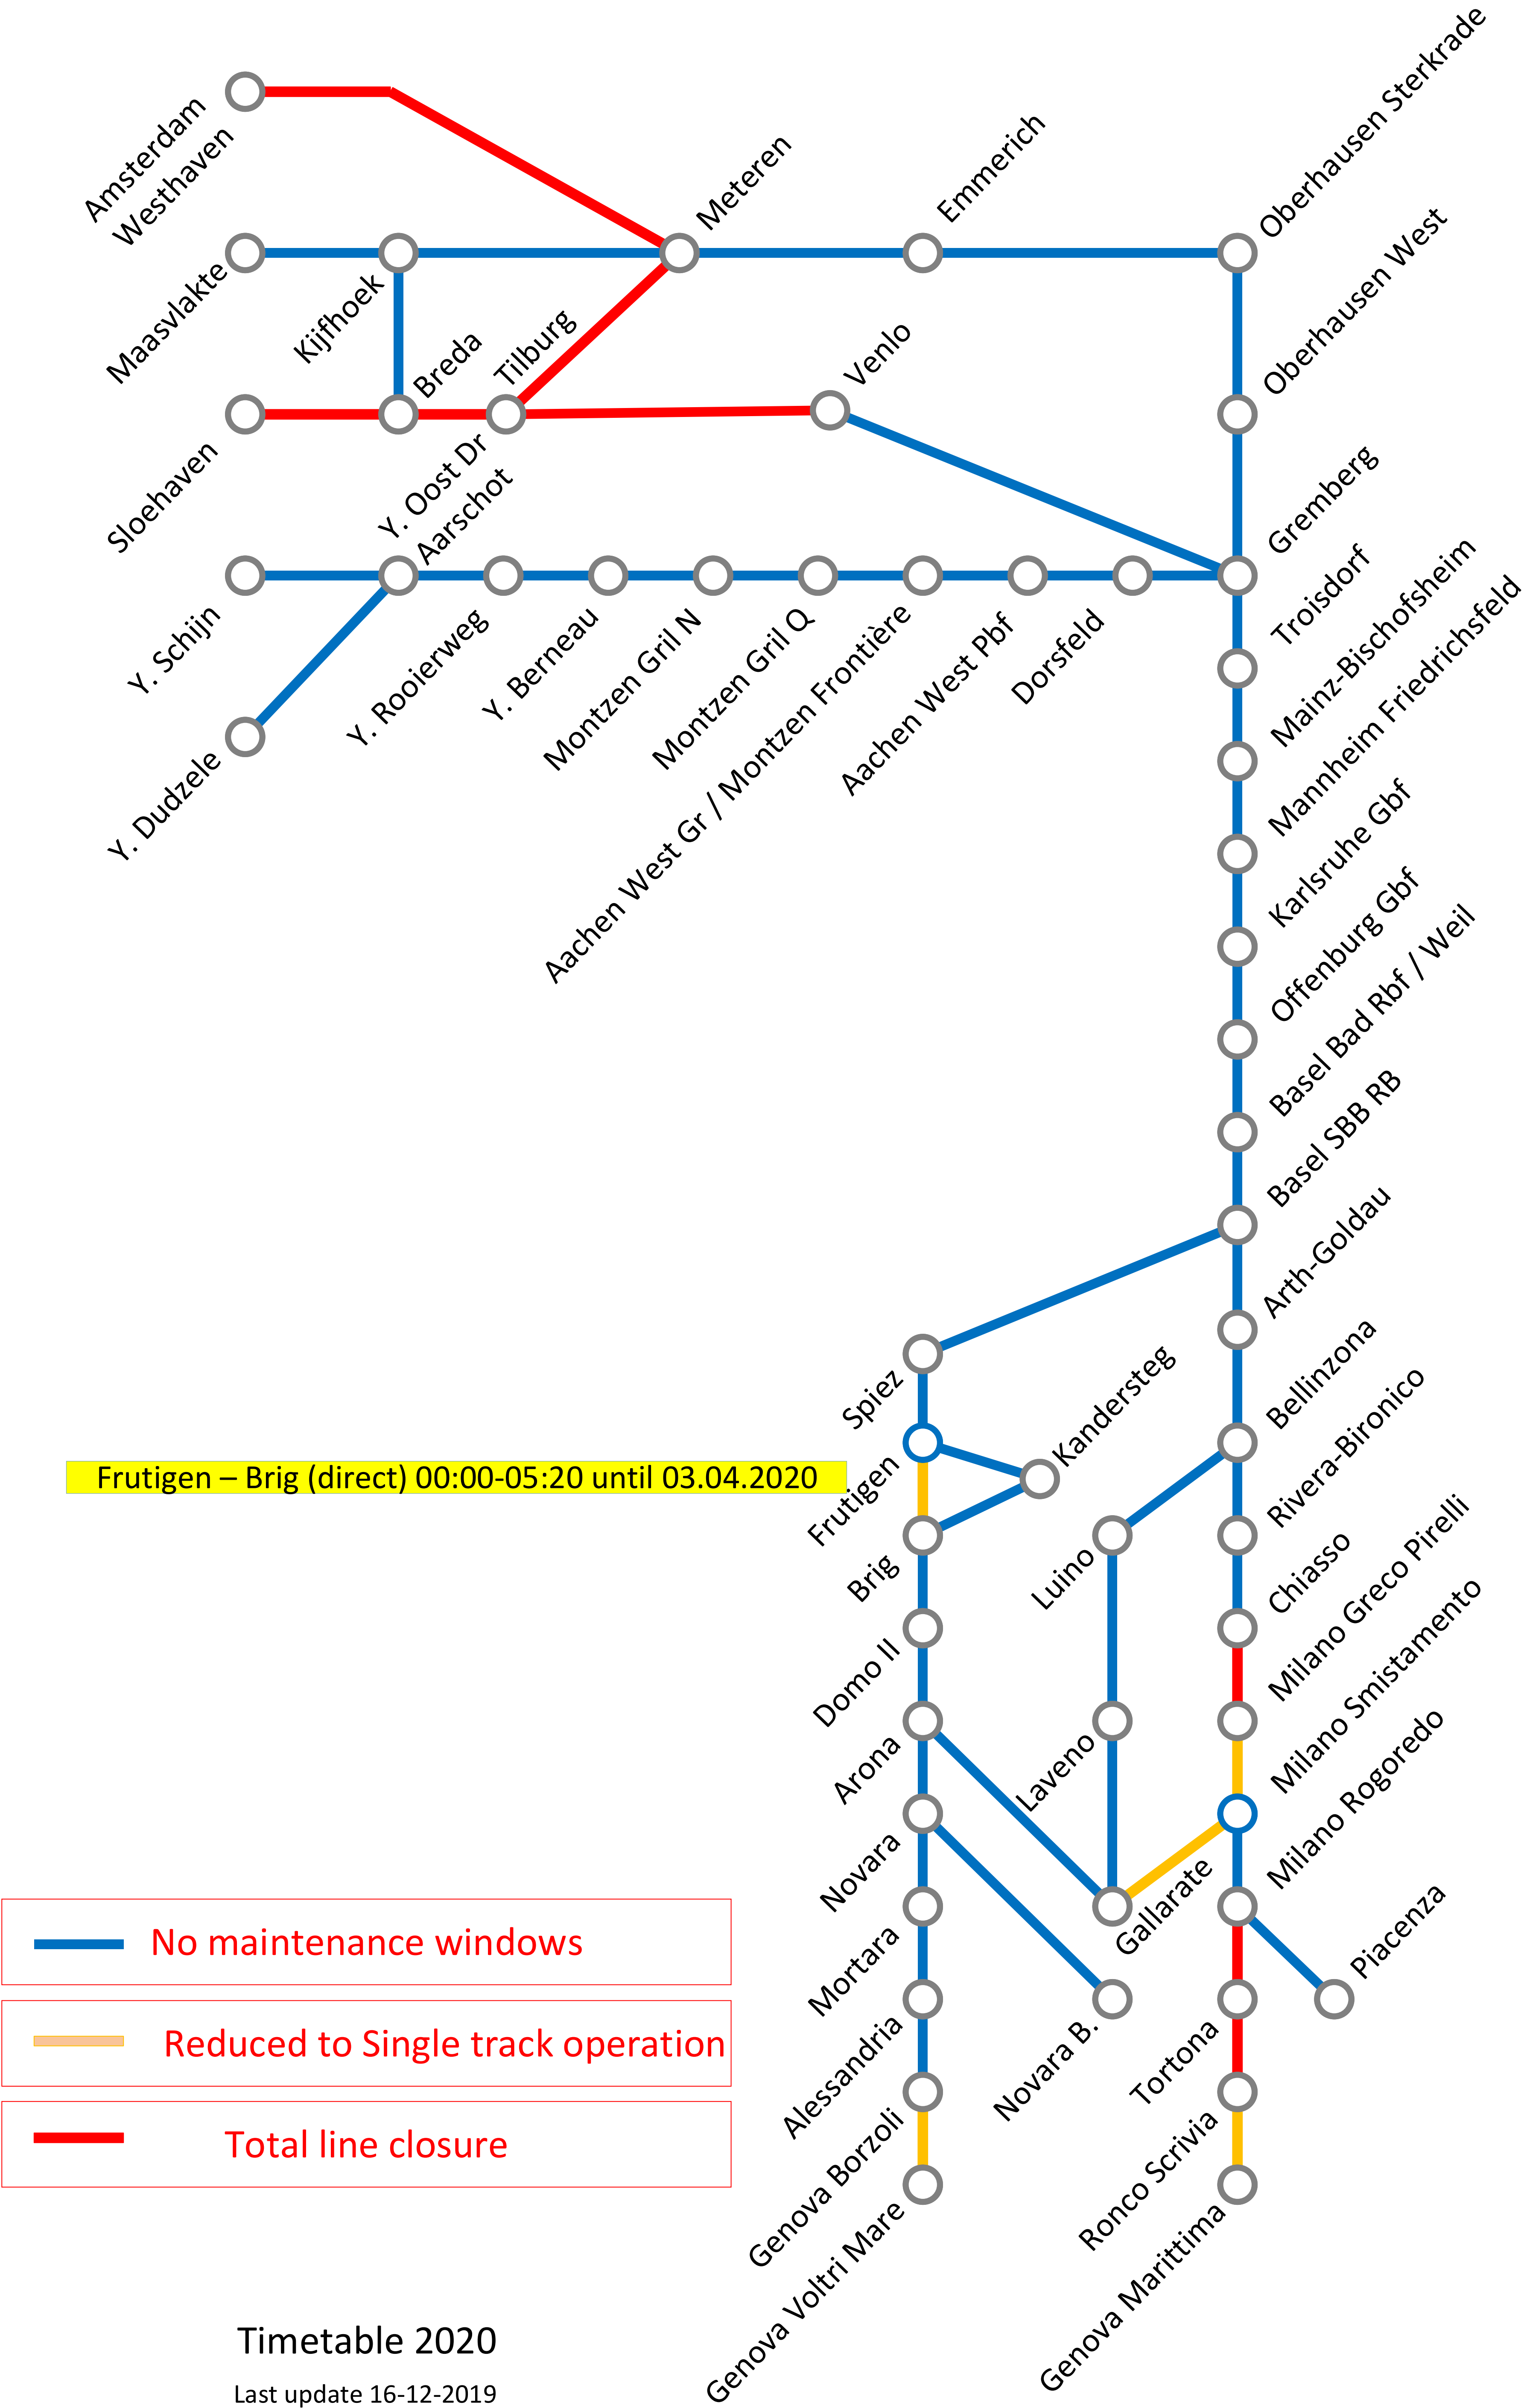 Amsterdam
Westhaven
Meteren
Emmerich
Oberhausen Sterkrade
Maasvlakte
Kijfhoek
Breda
Tilburg
Venlo
Oberhausen West
Sloehaven
Y. Oost Dr
Aarschot
Gremberg
Y. Schijn
Y. Dudzele
Y. Rooierweg
Y. Berneau
Montzen Gril N
Montzen Gril Q
Aachen West Gr / Montzen Frontière
Aachen West Pbf
Dorsfeld
Troisdorf
Mainz-Bischofsheim
Mannheim Friedrichsfeld
Karlsruhe Gbf
Offenburg Gbf
Basel Bad Rbf / Weil
Basel SBB RB
Arth-Goldau
Spiez
Kandersteg
Bellinzona
Frutigen – Brig (direct) 00:00-05:20 until 03.04.2020
Frutigen
Rivera-Bironico
Brig
Luino
Chiasso
Domo II
Milano Greco Pirelli
Arona
Laveno
Milano Smistamento
Novara
Gallarate
Milano Rogoredo
Mortara
Novara B.
Piacenza
Alessandria
Tortona
Genova Borzoli
Ronco Scrivia
Genova Voltri Mare
Genova Marittima
No maintenance windows
Reduced to Single track operation
Total line closure
Timetable 2020
Last update 16-12-2019